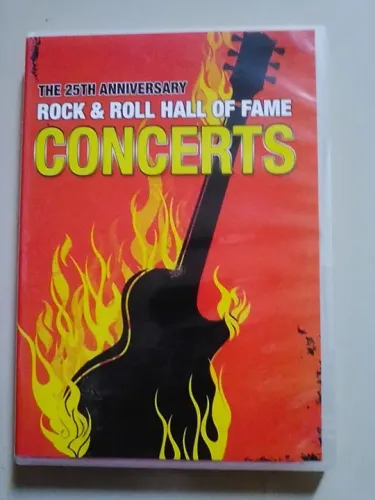 THE 25TH ANNIVERSARY
ROCK & ROLL HALL OF FAME
CONCERTS